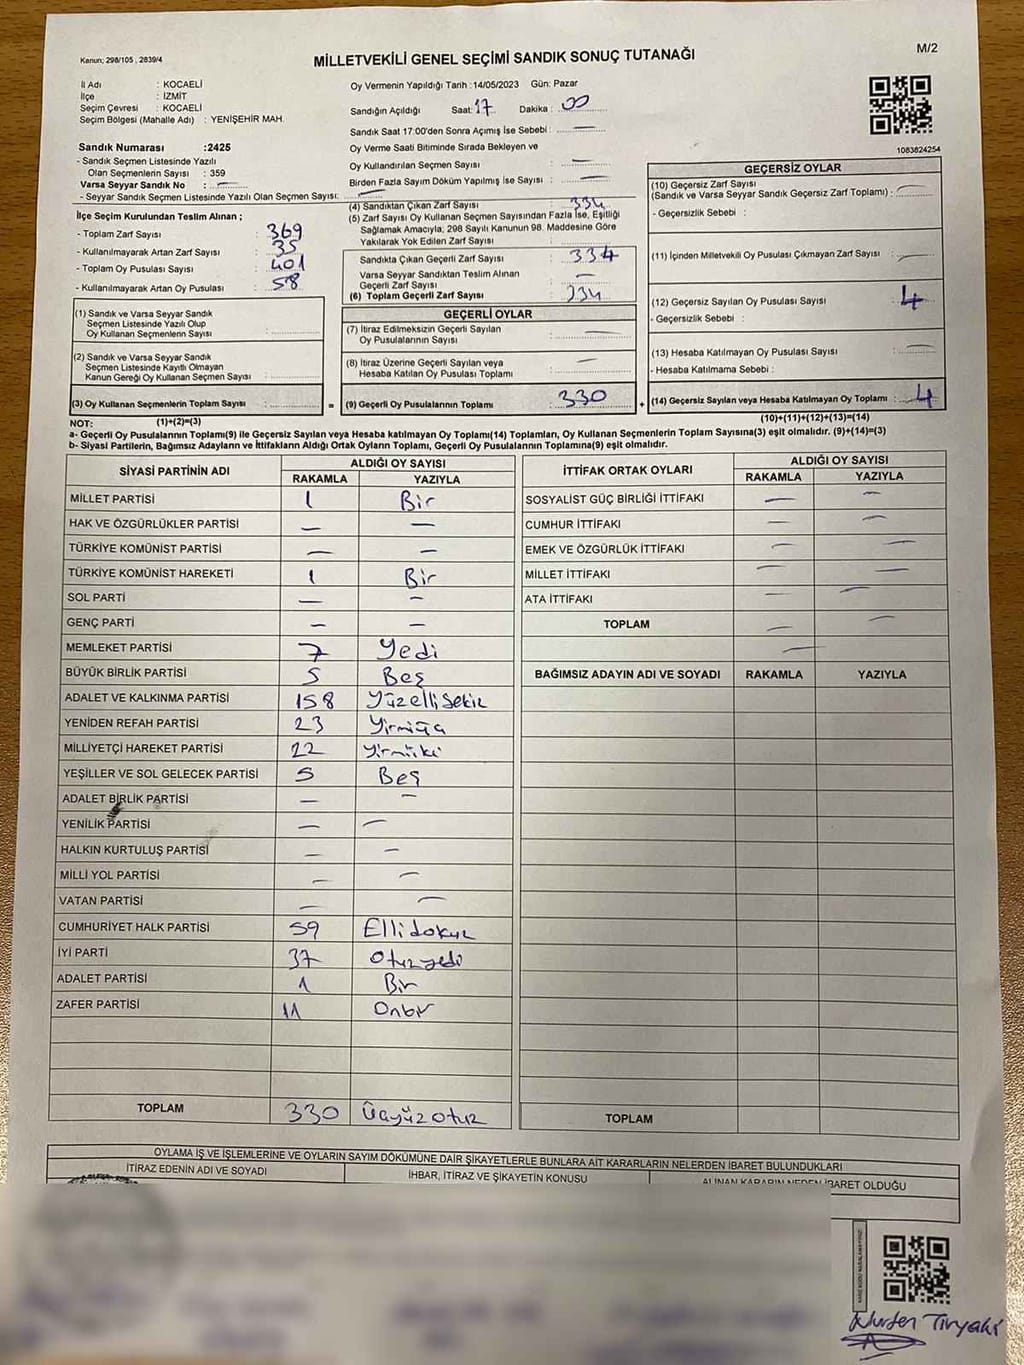 Kanun; 298/105 , 2839/4
MİLLETVEKİLİ GENEL SEÇİMİ SANDIK SONUÇ TUTANAĞI
M/2
İl Adı : KOCAELİ
İlçe : İZMİT
Seçim Çevresi : KOCAELİ
Seçim Bölgesi (Mahalle Adı) : YENİŞEHİR MAH.
Sandık Numarası :2425
- Sandık Seçmen Listesinde Yazılı
Olan Seçmenlerin Sayısı : 359
Varsa Seyyar Sandık No : —
- Seyyar Sandık Seçmen Listesinde Yazılı Olan Seçmen Sayısı: —
İlçe Seçim Kurulundan Teslim Alınan ;
- Toplam Zarf Sayısı : 369
- Kullanılmayarak Artan Zarf Sayısı : 35
- Toplam Oy Pusulası Sayısı : 401
- Kullanılmayarak Artan Oy Pusulası : 58
Oy Vermenin Yapıldığı Tarih :14/05/2023 Gün: Pazar
Sandığın Açıldığı Saat: 17 Dakika : 00
Sandık Saat 17:00'den Sonra Açımış İse Sebebi : —
Oy Verme Saati Bitiminde Sırada Bekleyen ve
Oy Kullandırılan Seçmen Sayısı : —
Birden Fazla Sayım Döküm Yapılmış İse Sayısı : —
(4) Sandıktan Çıkan Zarf Sayısı : 334
(5) Zarf Sayısı Oy Kullanan Seçmen Sayısından Fazla İse, Eşitliği
Sağlamak Amacıyla; 298 Sayılı Kanunun 98. Maddesine Göre
Yakılarak Yok Edilen Zarf Sayısı :
Sandıkta Çıkan Geçerli Zarf Sayısı : 334
Varsa Seyyar Sandıktan Teslim Alınan
Geçerli Zarf Sayısı : —
(6) Toplam Geçerli Zarf Sayısı : 334
1083824254
GEÇERSİZ OYLAR
(10) Geçersiz Zarf Sayısı
(Sandık ve Varsa Seyyar Sandık Geçersiz Zarf Toplamı) : —
- Geçersizlik Sebebi :
(11) İçinden Milletvekili Oy Pusulası Çıkmayan Zarf Sayısı : —
(12) Geçersiz Sayılan Oy Pusulası Sayısı : 4
- Geçersizlik Sebebi :
(13) Hesaba Katılmayan Oy Pusulası Sayısı : —
- Hesaba Katılmama Sebebi :
(14) Geçersiz Sayılan veya Hesaba Katılmayan Oy Toplamı : 4
(1) Sandık ve Varsa Seyyar Sandık
Seçmen Listesinde Yazılı Olup
Oy Kullanan Seçmenlerin Sayısı :
(2) Sandık ve Varsa Seyyar Sandık
Seçmen Listesinde Kayıtlı Olmayan
Kanun Gereği Oy Kullanan Seçmen Sayısı :
(3) Oy Kullanan Seçmenlerin Toplam Sayısı : =
GEÇERLİ OYLAR
(7) İtiraz Edilmeksizin Geçerli Sayılan
Oy Pusulalarının Sayısı : —
(8) İtiraz Üzerine Geçerli Sayılan veya
Hesaba Katılan Oy Pusulası Toplamı : —
(9) Geçerli Oy Pusulalarının Toplamı : 330 +
NOT: (1)+(2)=(3) (10)+(11)+(12)+(13)=(14)
a- Geçerli Oy Pusulalarının Toplamı(9) ile Geçersiz Sayılan veya Hesaba katılmayan Oy Toplamı(14) Toplamları, Oy Kullanan Seçmenlerin Toplam Sayısına(3) eşit olmalıdır. (9)+(14)=(3)
b- Siyasi Partilerin, Bağımsız Adayların ve İttifakların Aldığı Ortak Oyların Toplamı, Geçerli Oy Pusulalarının Toplamına(9) eşit olmalıdır.
SİYASİ PARTİNİN ADI ALDIĞI OY SAYISI
RAKAMLA YAZIYLA
MİLLET PARTİSİ 1 Bir
HAK VE ÖZGÜRLÜKLER PARTİSİ — —
TÜRKİYE KOMÜNİST PARTİSİ — —
TÜRKİYE KOMÜNİST HAREKETİ 1 Bir
SOL PARTİ — —
GENÇ PARTİ — —
MEMLEKET PARTİSİ 7 Yedi
BÜYÜK BİRLİK PARTİSİ 5 Beş
ADALET VE KALKINMA PARTİSİ 158 Yüzellisekiz
YENİDEN REFAH PARTİSİ 23 Yirmiüç
MİLLİYETÇİ HAREKET PARTİSİ 22 Yirmiiki
YEŞİLLER VE SOL GELECEK PARTİSİ 5 Beş
ADALET BİRLİK PARTİSİ — —
YENİLİK PARTİSİ — —
HALKIN KURTULUŞ PARTİSİ — —
MİLLİ YOL PARTİSİ — —
VATAN PARTİSİ — —
CUMHURİYET HALK PARTİSİ 59 Ellidokuz
İYİ PARTİ 37 Otuzyedi
ADALET PARTİSİ 1 Bir
ZAFER PARTİSİ 11 Onbir
TOPLAM 330 Üçyüzotuz
İTTİFAK ORTAK OYLARI ALDIĞI OY SAYISI
RAKAMLA YAZIYLA
SOSYALİST GÜÇ BİRLİĞİ İTTİFAKI — —
CUMHUR İTTİFAKI — —
EMEK VE ÖZGÜRLÜK İTTİFAKI — —
MİLLET İTTİFAKI — —
ATA İTTİFAKI — —
TOPLAM — —
BAĞIMSIZ ADAYIN ADI VE SOYADI RAKAMLA YAZIYLA
TOPLAM
OYLAMA İŞ VE İŞLEMLERİNE VE OYLARIN SAYIM DÖKÜMÜNE DAİR ŞİKAYETLERLE BUNLARA AİT KARARLARIN NELERDEN İBARET BULUNDUKLARI
İTİRAZ EDENİN ADI VE SOYADI İHBAR, İTİRAZ VE ŞİKAYETİN KONUSU ALINAN KARARIN NEDEN İBARET OLDUĞU
Nurten Tiryaki